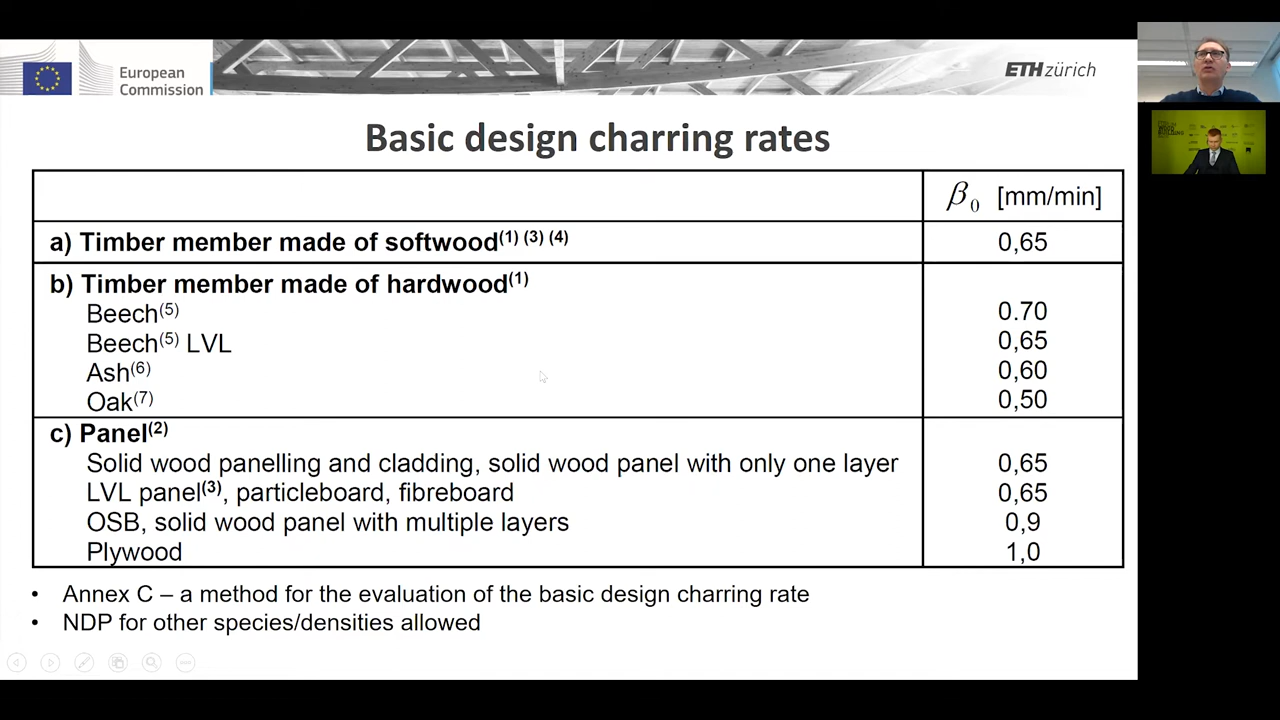 European
Commission
ETH zürich
Basic design charring rates
β0 [mm/min]
a) Timber member made of softwood(1) (3) (4) 0,65
b) Timber member made of hardwood(1)
Beech(5) 0.70
Beech(5) LVL 0,65
Ash(6) 0,60
Oak(7) 0,50
c) Panel(2)
Solid wood panelling and cladding, solid wood panel with only one layer 0,65
LVL panel(3), particleboard, fibreboard 0,65
OSB, solid wood panel with multiple layers 0,9
Plywood 1,0
• Annex C – a method for the evaluation of the basic design charring rate
• NDP for other species/densities allowed